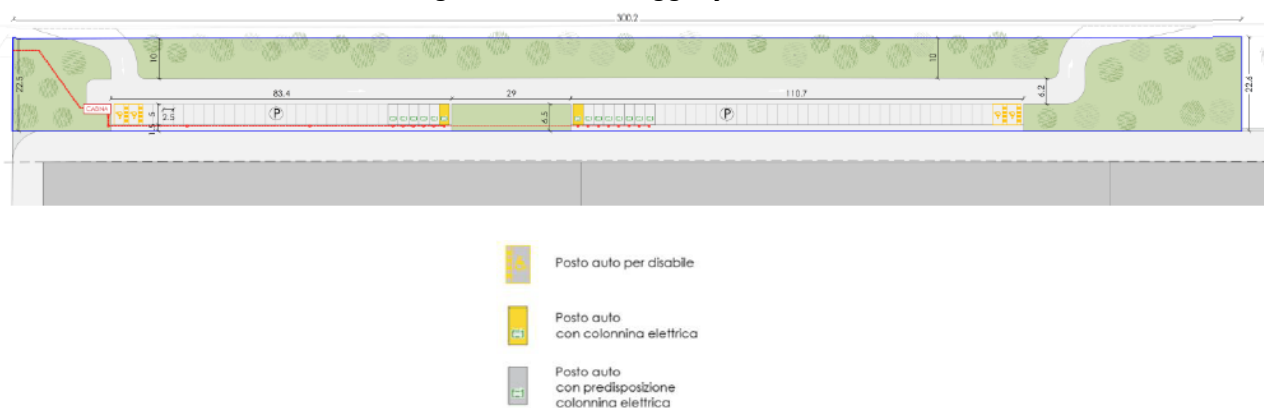 300.2
10
10
22.5
22.6
6.2
83.4
29
110.7
CABINA
5
2.5
P
6.5
P
1.5
Posto auto per disabile
Posto auto
con colonnina elettrica
Posto auto
con predisposizione
colonnina elettrica